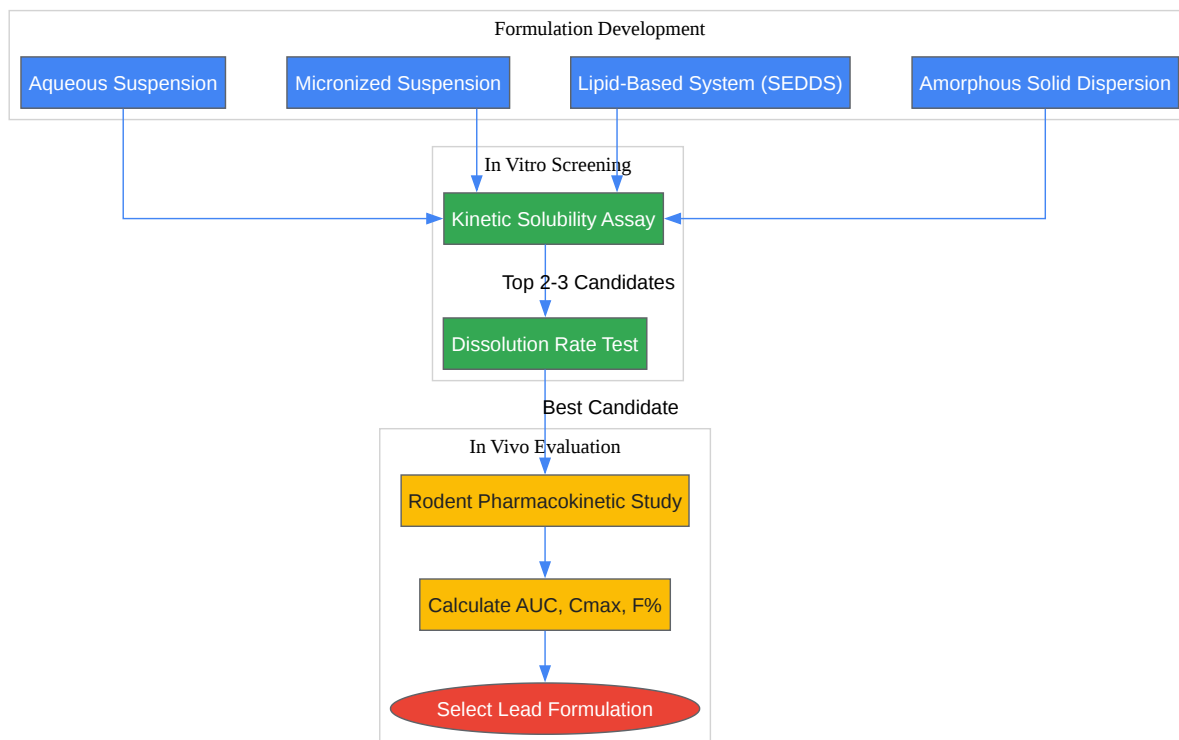 Formulation Development
Aqueous Suspension
Micronized Suspension
Lipid-Based System (SEDDS)
Amorphous Solid Dispersion
In Vitro Screening
Kinetic Solubility Assay
Top 2-3 Candidates
Dissolution Rate Test
Best Candidate
In Vivo Evaluation
Rodent Pharmacokinetic Study
Calculate AUC, Cmax, F%
Select Lead Formulation